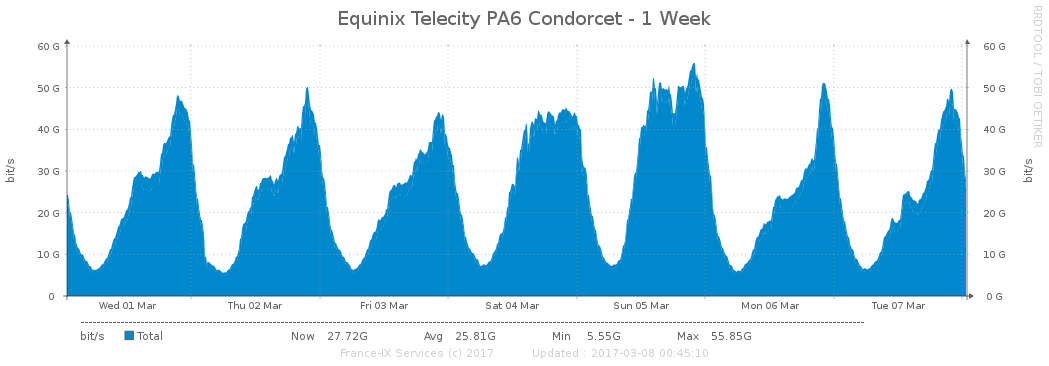 Equinix Telecity PA6 Condorcet - 1 Week
RRDTOOL / TOBI OETIKER
bit/s
60 G 60 G
50 G 50 G
40 G 40 G
30 G 30 G
20 G 20 G
10 G 10 G
0 0 G
bit/s
Wed 01 Mar Thu 02 Mar Fri 03 Mar Sat 04 Mar Sun 05 Mar Mon 06 Mar Tue 07 Mar
bit/s Total Now 27.72G Avg 25.81G Min 5.55G Max 55.85G
France-IX Services (c) 2017 Updated : 2017-03-08 00:45:10